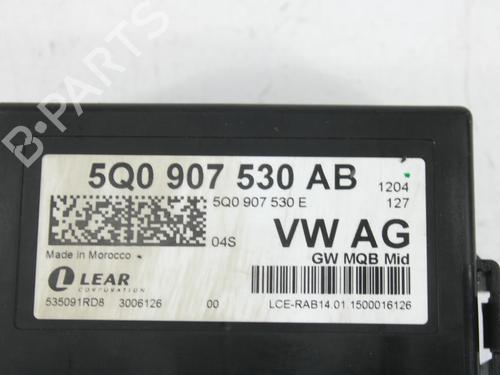 5Q0 907 530 AB
1204
5Q0 907 530 E
127
04S
VW AG
GW MQB Mid
Made in Morocco
LEAR
CORPORATION
535091RD8 3006126 00
LCE-RAB14.01.1500016126
B-PARTS